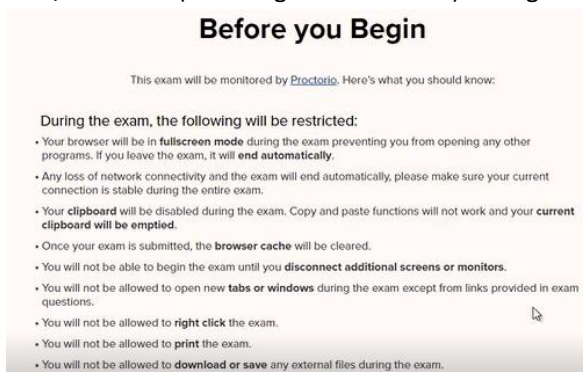 Before you Begin
This exam will be monitored by Proctorio. Here's what you should know:
During the exam, the following will be restricted:
• Your browser will be in fullscreen mode during the exam preventing you from opening any other
programs. If you leave the exam, it will end automatically.
• Any loss of network connectivity and the exam will end automatically, please make sure your current
connection is stable during the entire exam.
• Your clipboard will be disabled during the exam. Copy and paste functions will not work and your current
clipboard will be emptied.
• Once your exam is submitted, the browser cache will be cleared.
• You will not be able to begin the exam until you disconnect additional screens or monitors.
• You will not be allowed to open new tabs or windows during the exam except from links provided in exam
questions.
• You will not be allowed to right click the exam.
• You will not be allowed to print the exam.
• You will not be allowed to download or save any external files during the exam.